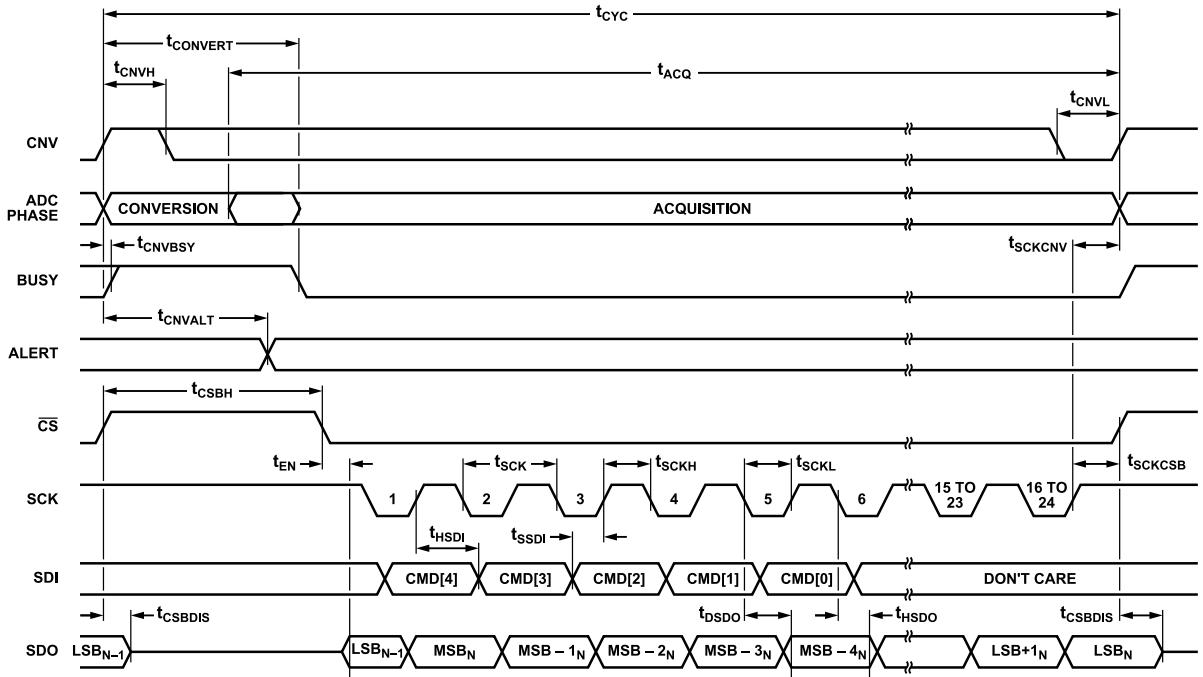 tCYC
tCONVERT
tCNVH
tACQ
tCNVL
CNV
ADC
PHASE
CONVERSION
ACQUISITION
tCNVBSY
tSCKCNV
BUSY
tCNVALT
ALERT
tCSBH
CS
tEN
tSCK
tSCKH
tSCKL
tSCKCSB
SCK
1
2
3
4
5
6
15 TO
23
16 TO
24
tHSDI
tSSDI
SDI
CMD[4]
CMD[3]
CMD[2]
CMD[1]
CMD[0]
DON'T CARE
tCSBDIS
tDSDO
tHSDO
tCSBDIS
SDO
LSBN–1
LSBN–1
MSBN
MSB – 1N
MSB – 2N
MSB – 3N
MSB – 4N
LSB+1N
LSBN